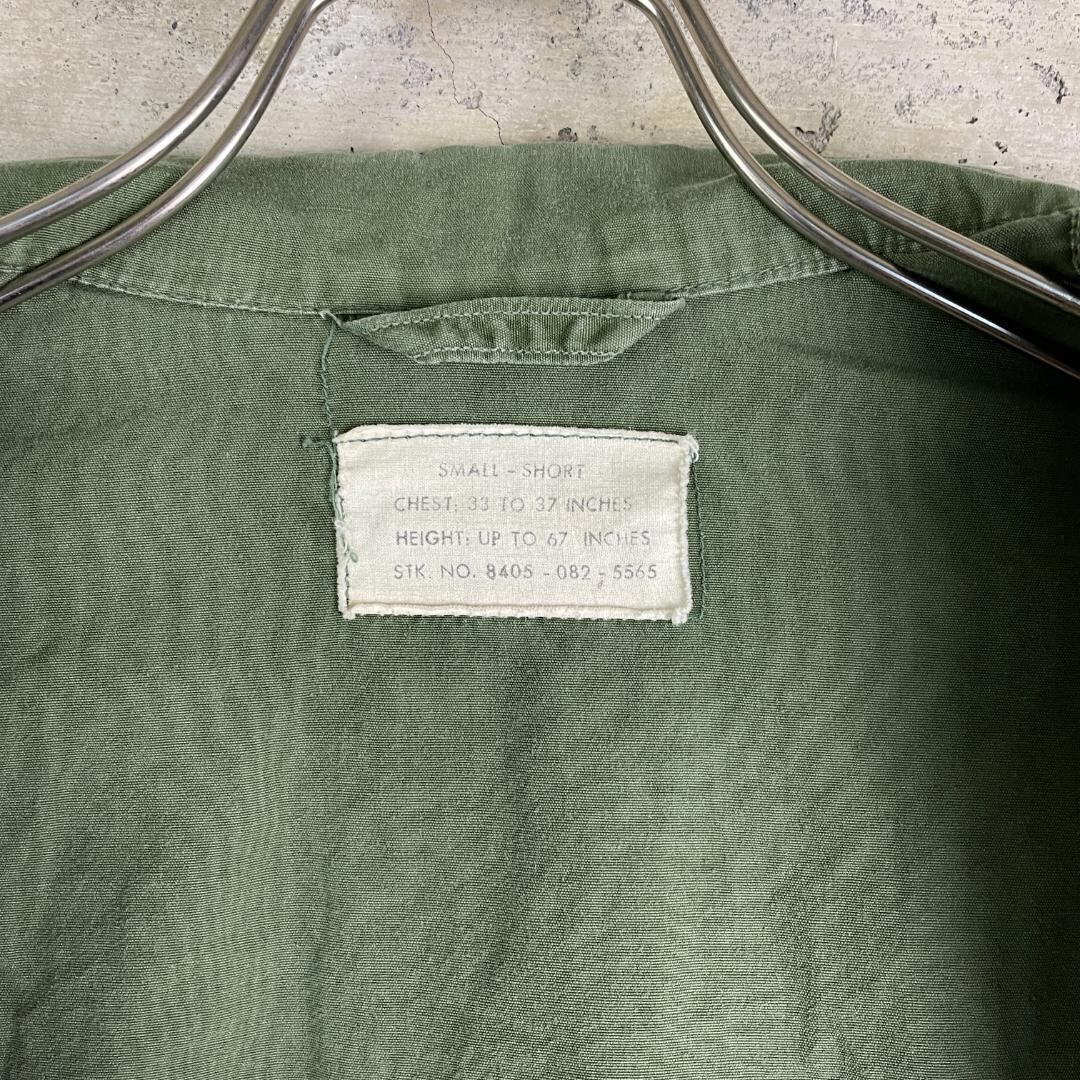 SMALL - SHORT
CHEST: 33 TO 37 INCHES
HEIGHT: UP TO 67 INCHES
STK. NO. 8405 - 082 - 5565